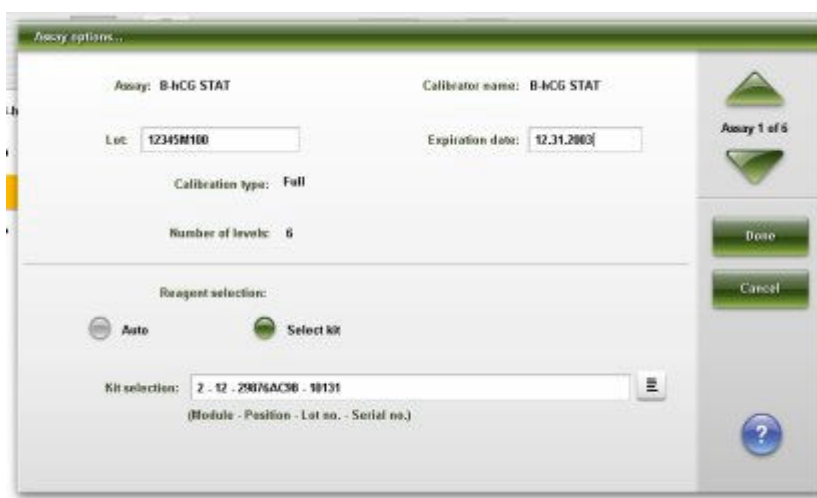 Assay options...
Assay: B-hCG STAT Calibrator name: B-hCG STAT
Assay 1 of 6
Lot: 12345M100 Expiration date: 12.31.2003
Calibration type: Full
Number of levels: 6
Done
Cancel
Reagent selection:
Auto Select kit
Kit selection: 2 - 12 - 29876AC98 - 10131
(Module - Position - Lot no. - Serial no.)
?